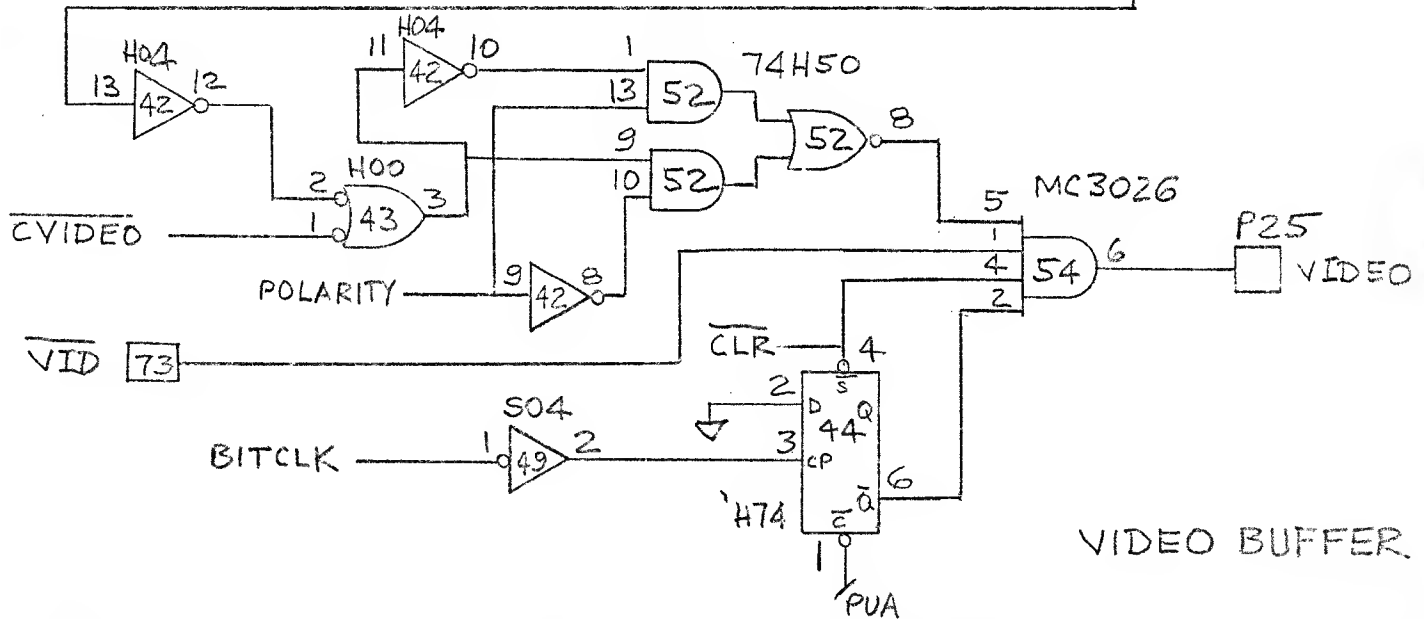 H04
13 42 12
H04
11 42 10
1
13 52
74H50
9
10 52
52 8
H00
2
1 43 3
CVIDEO
POLARITY
9 42 8
MC3026
5
1
4
2
54 6
P25
VIDEO
VID 73
CLR 4
S
2 D Q
44
3 CP
Q 6
C
1
'H74
PUA
S04
BITCLK 1 49 2
VIDEO BUFFER